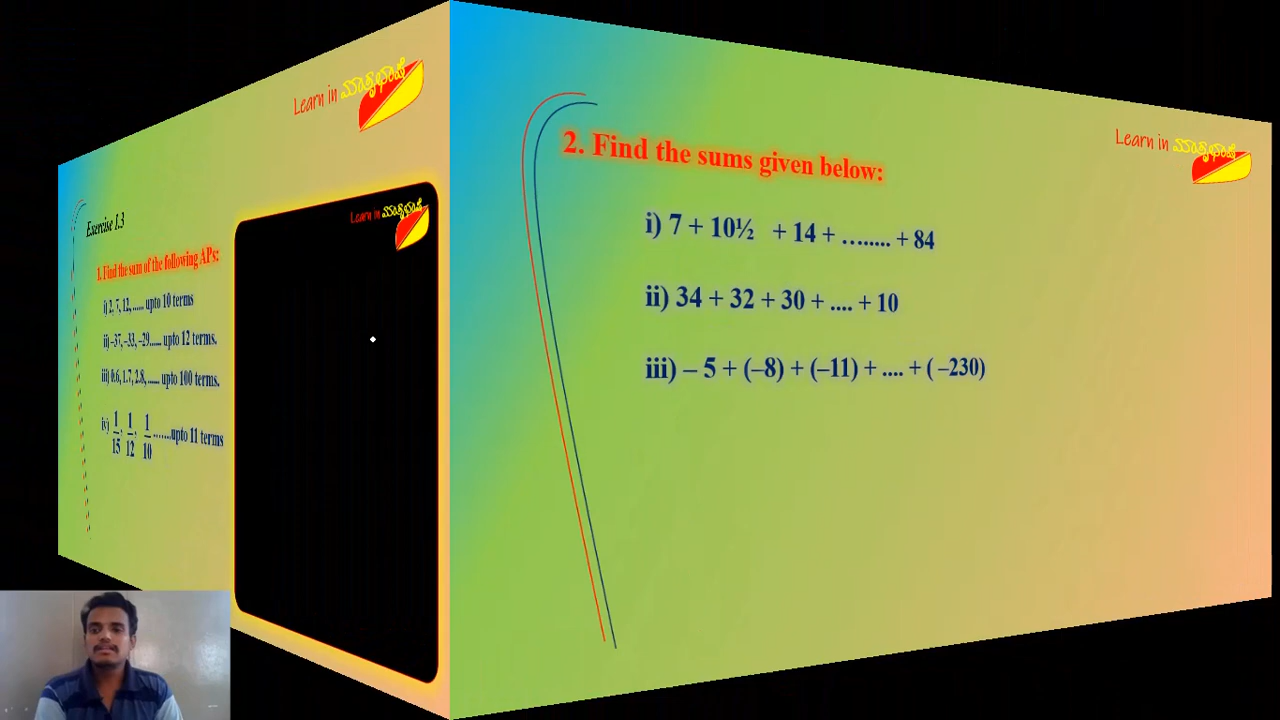 Learn in ಮಾತೃಭಾಷೆ
Exercise 1.3
1. Find the sum of the following APs:
i) 2, 7, 12,...... upto 10 terms
ii) –37, –33, –29...... upto 12 terms.
iii) 0.6, 1.7, 2.8,...... upto 100 terms.
iv) 1/15, 1/12, 1/10.......upto 11 terms
Learn in ಮಾತೃಭಾಷೆ
Learn in ಮಾತೃಭಾಷೆ
2. Find the sums given below:
i) 7 + 10½ + 14 + …...... + 84
ii) 34 + 32 + 30 + .... + 10
iii) – 5 + (–8) + (–11) + .... + ( –230)